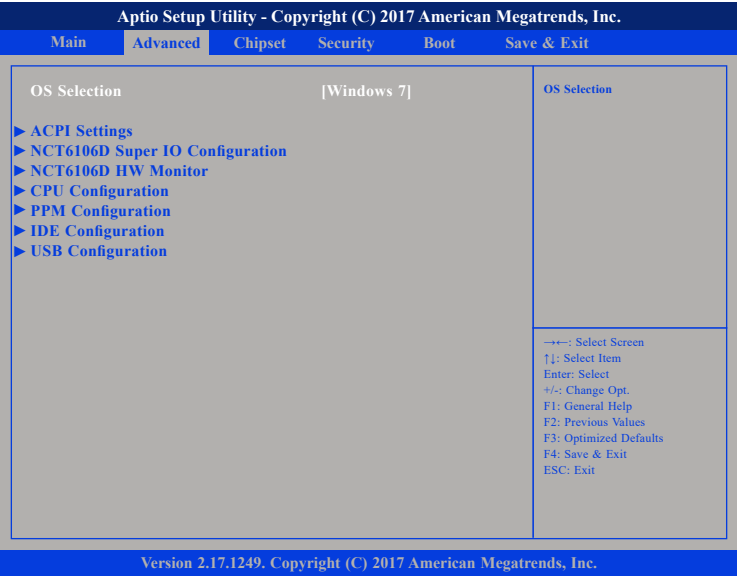 Aptio Setup Utility - Copyright (C) 2017 American Megatrends, Inc.
Main Advanced Chipset Security Boot Save & Exit
OS Selection [Windows 7]
▶ ACPI Settings
▶ NCT6106D Super IO Configuration
▶ NCT6106D HW Monitor
▶ CPU Configuration
▶ PPM Configuration
▶ IDE Configuration
▶ USB Configuration
OS Selection
→←: Select Screen
↑↓: Select Item
Enter: Select
+/-: Change Opt.
F1: General Help
F2: Previous Values
F3: Optimized Defaults
F4: Save & Exit
ESC: Exit
Version 2.17.1249. Copyright (C) 2017 American Megatrends, Inc.